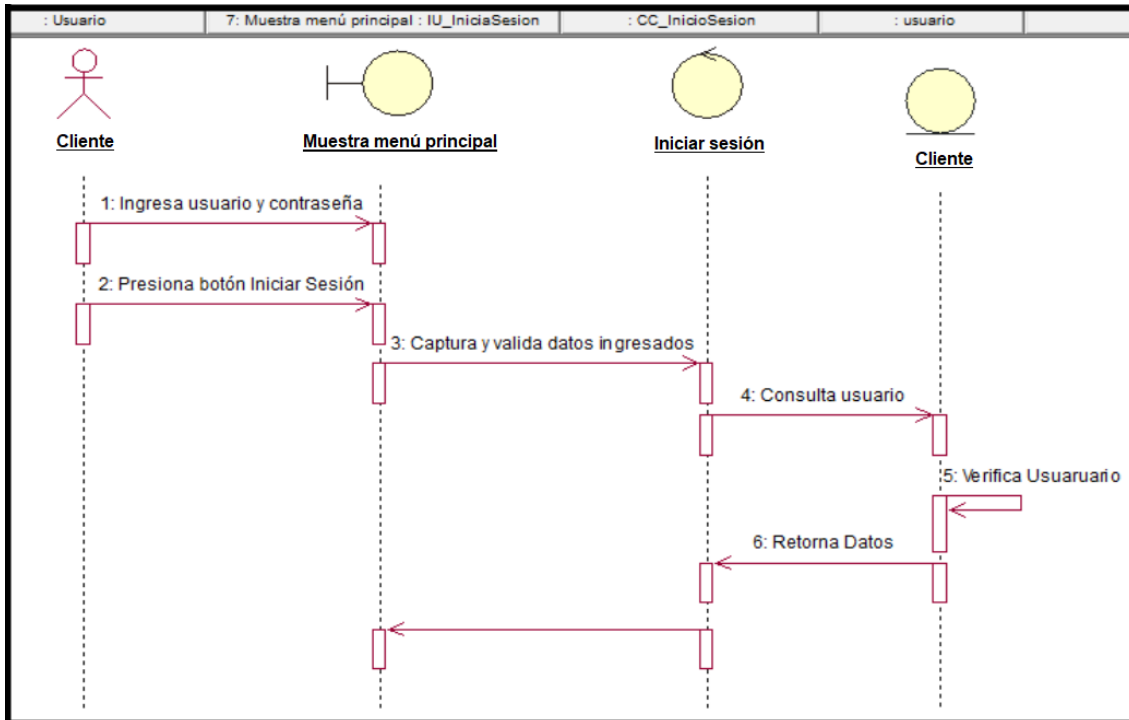 : Usuario
7: Muestra menú principal : IU_IniciaSesion
: CC_InicioSesion
: usuario
Cliente
Muestra menú principal
Iniciar sesión
Cliente
1: Ingresa usuario y contraseña
2: Presiona botón Iniciar Sesión
3: Captura y valida datos ingresados
4: Consulta usuario
5: Verifica Usuaruario
6: Retorna Datos